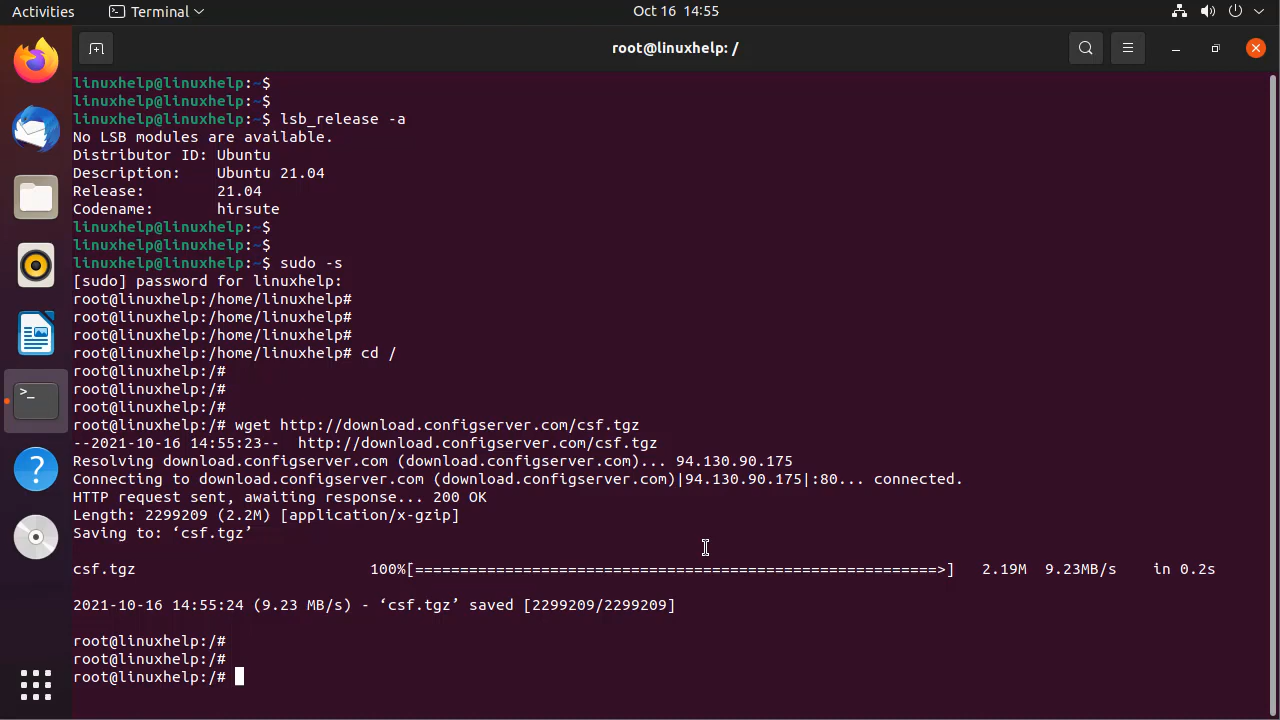 Activities Terminal Oct 16 14:55
root@linuxhelp: /
linuxhelp@linuxhelp:~$
linuxhelp@linuxhelp:~$
linuxhelp@linuxhelp:~$ lsb_release -a
No LSB modules are available.
Distributor ID: Ubuntu
Description:    Ubuntu 21.04
Release:        21.04
Codename:       hirsute
linuxhelp@linuxhelp:~$
linuxhelp@linuxhelp:~$
linuxhelp@linuxhelp:~$ sudo -s
[sudo] password for linuxhelp:
root@linuxhelp:/home/linuxhelp#
root@linuxhelp:/home/linuxhelp#
root@linuxhelp:/home/linuxhelp#
root@linuxhelp:/home/linuxhelp# cd /
root@linuxhelp:/#
root@linuxhelp:/#
root@linuxhelp:/#
root@linuxhelp:/# wget http://download.configserver.com/csf.tgz
--2021-10-16 14:55:23--  http://download.configserver.com/csf.tgz
Resolving download.configserver.com (download.configserver.com)... 94.130.90.175
Connecting to download.configserver.com (download.configserver.com)|94.130.90.175|:80... connected.
HTTP request sent, awaiting response... 200 OK
Length: 2299209 (2.2M) [application/x-gzip]
Saving to: ‘csf.tgz’
csf.tgz                          100%[==========================================================>]   2.19M  9.23MB/s    in 0.2s
2021-10-16 14:55:24 (9.23 MB/s) - ‘csf.tgz’ saved [2299209/2299209]
root@linuxhelp:/#
root@linuxhelp:/#
root@linuxhelp:/#